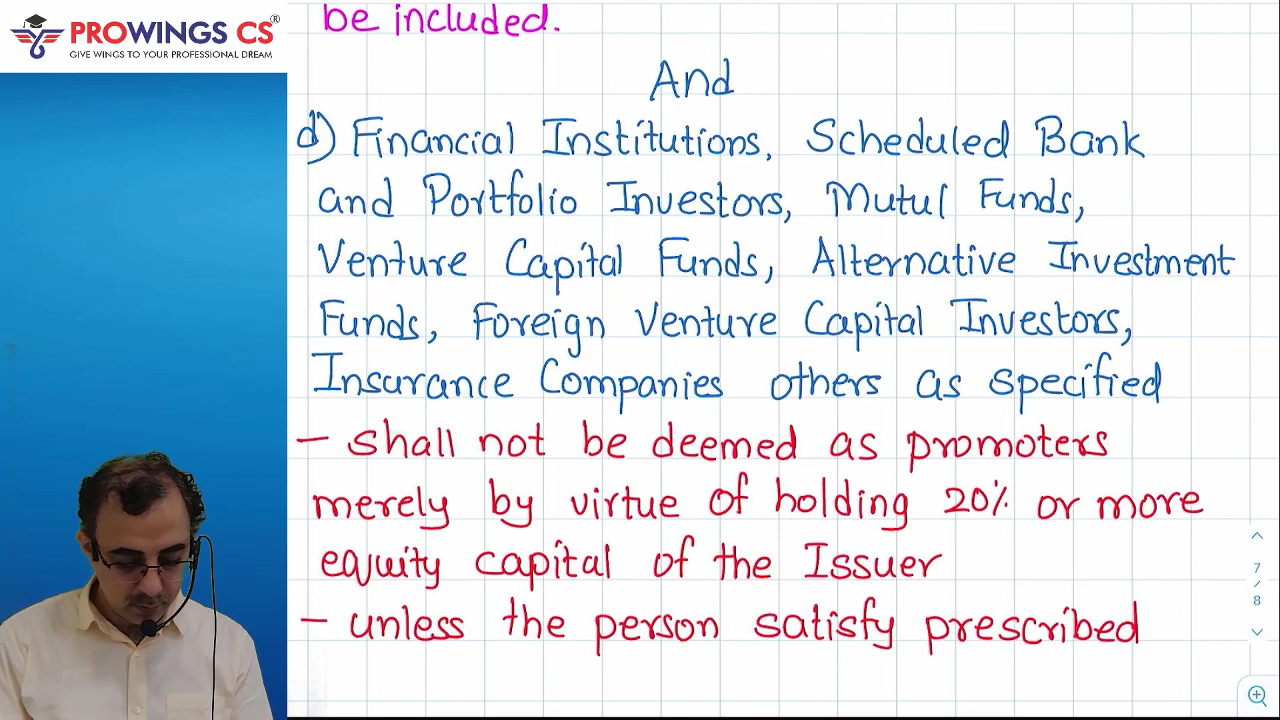 PROWINGS CS®
GIVE WINGS TO YOUR PROFESSIONAL DREAM
be included.
And
d) Financial Institutions, Scheduled Bank
and Portfolio Investors, Mutul Funds,
Venture Capital Funds, Alternative Investment
Funds, Foreign Venture Capital Investors,
Insurance Companies others as specified
- shall not be deemed as promoters
merely by virtue of holding 20% or more
equity capital of the Issuer
- unless the person satisfy prescribed
7
/
8